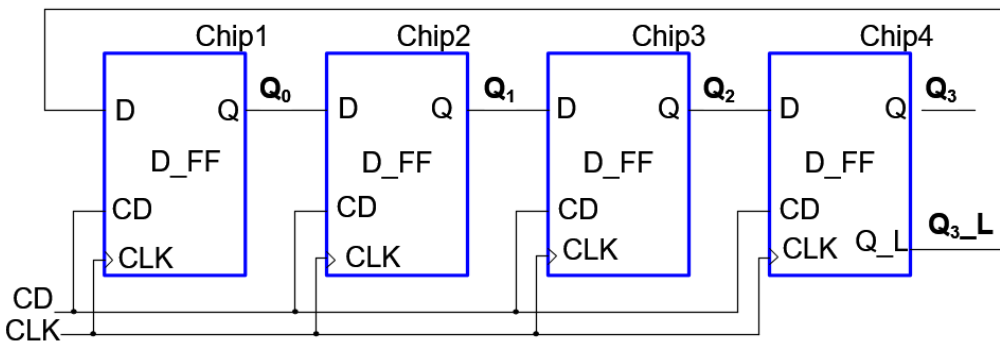 Chip1 Chip2 Chip3 Chip4
D Q Q₀ D Q Q₁ D Q Q₂ D Q Q₃
D_FF D_FF D_FF D_FF
CD CD CD CD
CLK CLK CLK CLK Q_L Q₃_L
CD
CLK